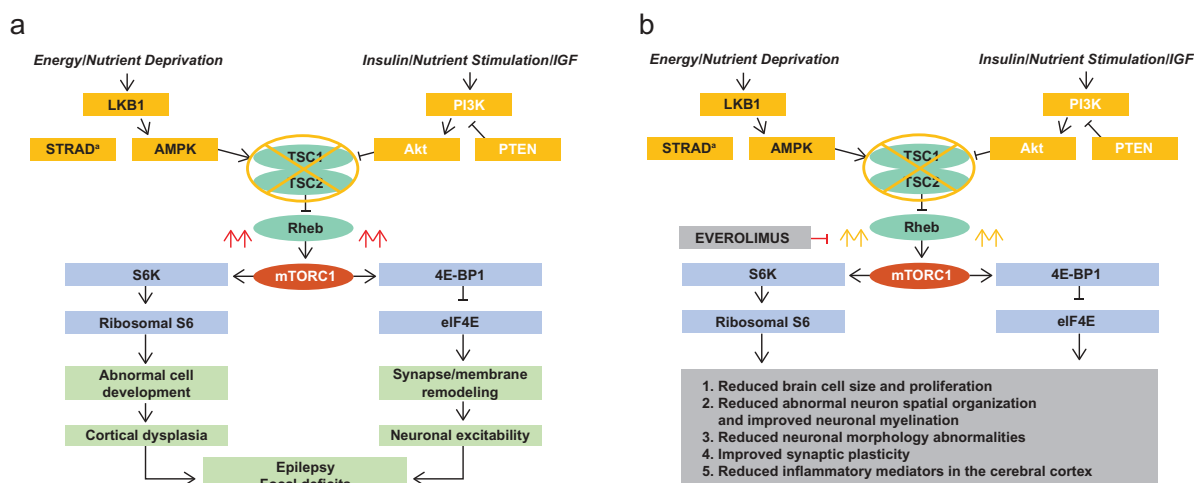 a
Energy/Nutrient Deprivation
Insulin/Nutrient Stimulation/IGF
LKB1
PI3K
STRADª
AMPK
TSC1
TSC2
Akt
PTEN
Rheb
S6K
mTORC1
4E-BP1
Ribosomal S6
eIF4E
Abnormal cell
development
Synapse/membrane
remodeling
Cortical dysplasia
Neuronal excitability
Epilepsy
Focal deficits
b
Energy/Nutrient Deprivation
Insulin/Nutrient Stimulation/IGF
LKB1
PI3K
STRADª
AMPK
TSC1
TSC2
Akt
PTEN
Rheb
EVEROLIMUS
S6K
mTORC1
4E-BP1
Ribosomal S6
eIF4E
1. Reduced brain cell size and proliferation
2. Reduced abnormal neuron spatial organization
and improved neuronal myelination
3. Reduced neuronal morphology abnormalities
4. Improved synaptic plasticity
5. Reduced inflammatory mediators in the cerebral cortex